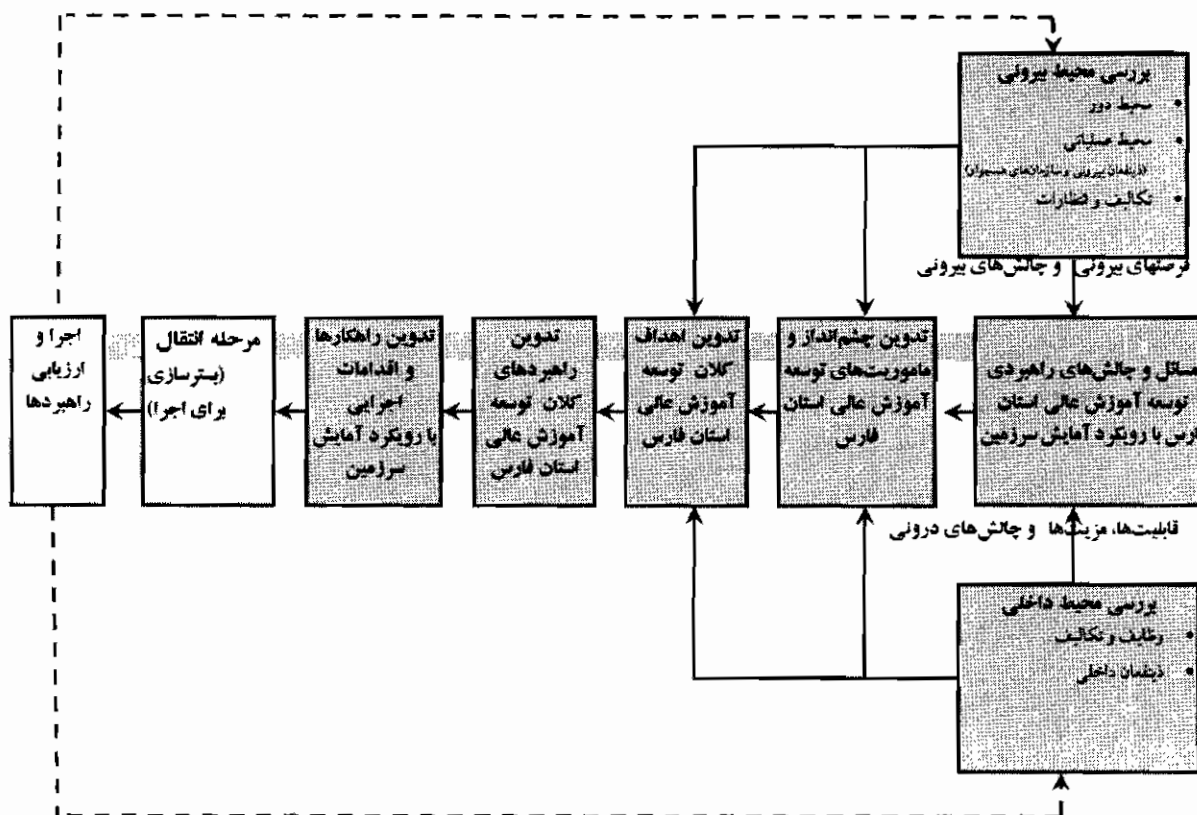 بررسی محیط بیرونی
• محیط دور
• محیط عملیاتی
(ذینفعان بیرونی و سازمان‌های همجوار)
• تکالیف و انتظارات
فرصتهای بیرونی و چالش‌های بیرونی
مسائل و چالش‌های راهبردی
توسعه آموزش عالی استان
فارس با رویکرد آمایش سرزمین
تدوین چشم‌انداز و
ماموریت‌های توسعه
آموزش عالی استان
فارس
تدوین اهداف
کلان توسعه
آموزش عالی
استان فارس
تدوین
راهبردهای
کلان توسعه
آموزش عالی
استان فارس
تدوین راهکارها
و اقدامات
اجرایی
با رویکرد آمایش
سرزمین
مرحله انتقال
(بسترسازی
برای اجرا)
اجرا و
ارزیابی
راهبردها
قابلیت‌ها، مزیت‌ها و چالش‌های درونی
بررسی محیط داخلی
• وظایف و تکالیف
• ذینفعان داخلی